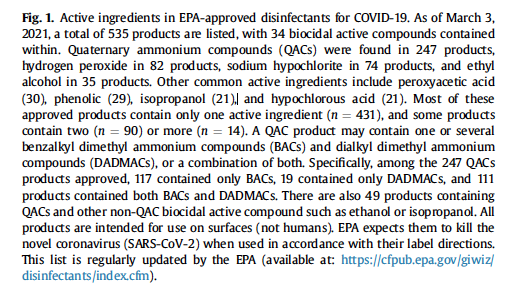 Fig. 1. Active ingredients in EPA-approved disinfectants for COVID-19. As of March 3,
2021, a total of 535 products are listed, with 34 biocidal active compounds contained
within. Quaternary ammonium compounds (QACs) were found in 247 products,
hydrogen peroxide in 82 products, sodium hypochlorite in 74 products, and ethyl
alcohol in 35 products. Other common active ingredients include peroxyacetic acid
(30), phenolic (29), isopropanol (21), and hypochlorous acid (21). Most of these
approved products contain only one active ingredient (n = 431), and some products
contain two (n = 90) or more (n = 14). A QAC product may contain one or several
benzalkyl dimethyl ammonium compounds (BACs) and dialkyl dimethyl ammonium
compounds (DADMACs), or a combination of both. Specifically, among the 247 QACs
products approved, 117 contained only BACs, 19 contained only DADMACs, and 111
products contained both BACs and DADMACs. There are also 49 products containing
QACs and other non-QAC biocidal active compound such as ethanol or isopropanol. All
products are intended for use on surfaces (not humans). EPA expects them to kill the
novel coronavirus (SARS-CoV-2) when used in accordance with their label directions.
This list is regularly updated by the EPA (available at: https://cfpub.epa.gov/giwiz/
disinfectants/index.cfm).